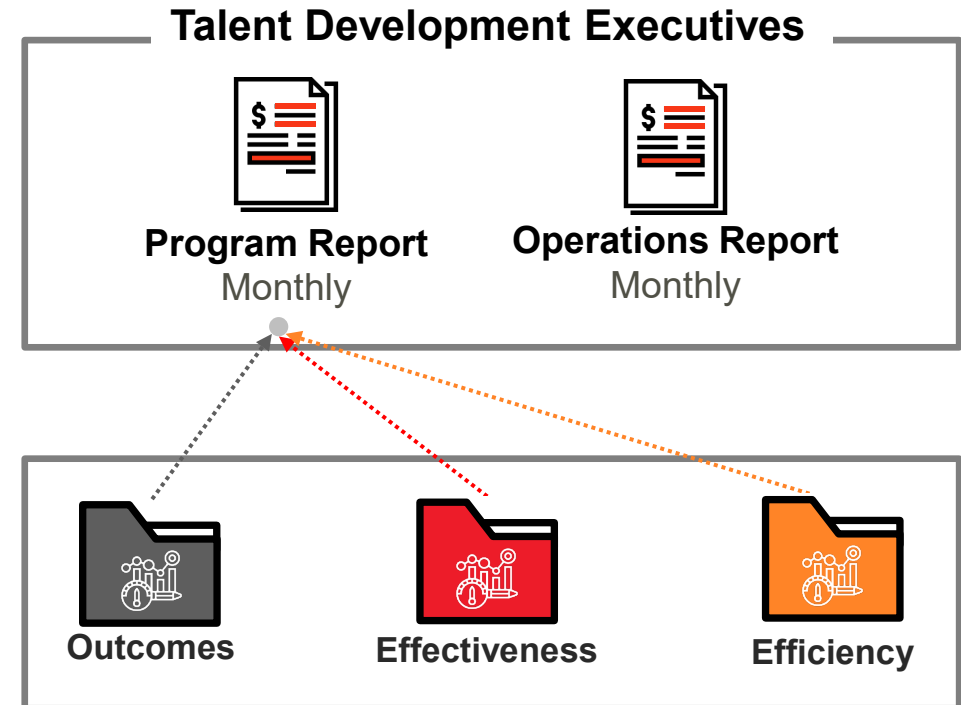 Talent Development Executives
$
$
Program Report
Monthly
Operations Report
Monthly
Outcomes
Effectiveness
Efficiency